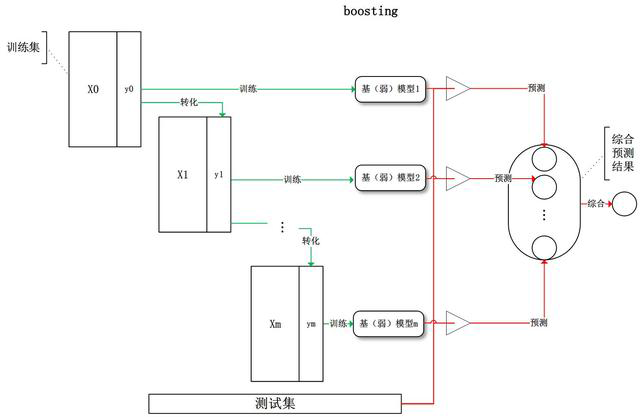 boosting
训练集
X0
y0
训练
基（弱）模型1
预测
转化
X1
y1
训练
基（弱）模型2
预测
综合
预测
结果
综合
⋮
⋮
转化
Xm
ym
训练
基（弱）模型m
预测
测试集